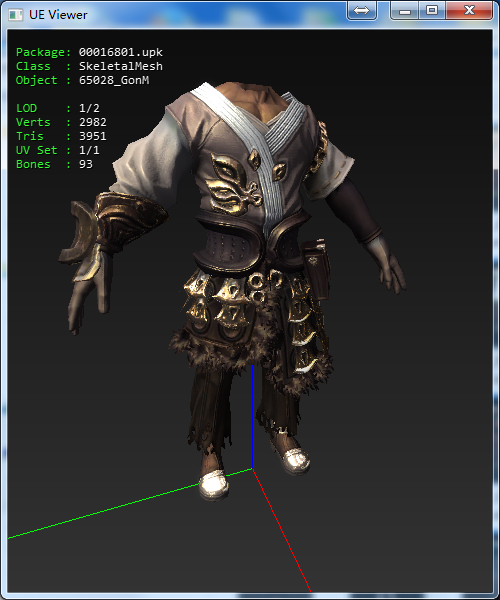 UE Viewer
Package: 00016801.upk
Class : SkeletalMesh
Object : 65028_GonM
LOD : 1/2
Verts : 2982
Tris : 3951
UV Set : 1/1
Bones : 93